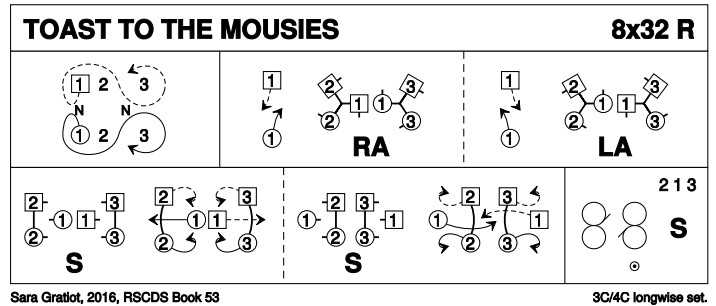 TOAST TO THE MOUSIES 8x32 R
1 2 3
N N
1 2 3
1 2 1 1 3
1 2 3
RA
1 2 1 1 3
1 2 3
LA
2 1 1 3 2 1 1 3
2 3 2 3
S
1 2 3 1 1 2 3 1
2 3 2 3
S
2 1 3
S
Sara Gratiot, 2016, RSCDS Book 53 3C/4C longwise set.